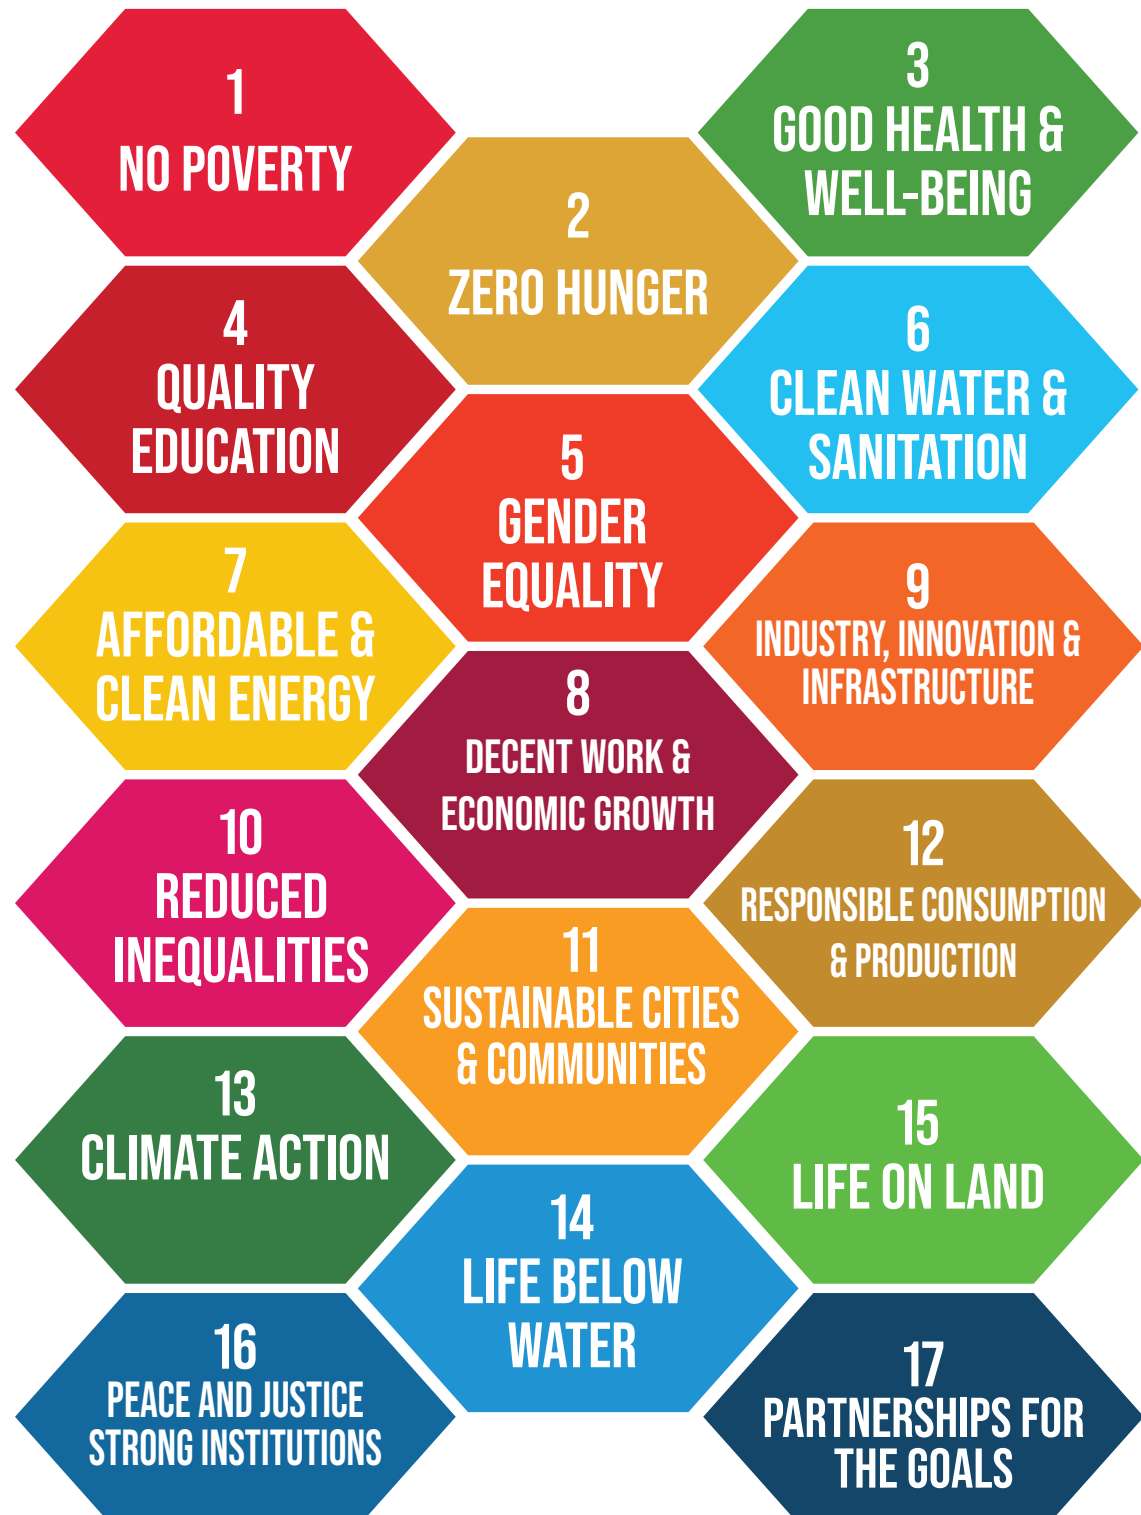 1
NO POVERTY
2
ZERO HUNGER
3
GOOD HEALTH &
WELL-BEING
4
QUALITY
EDUCATION
5
GENDER
EQUALITY
6
CLEAN WATER &
SANITATION
7
AFFORDABLE &
CLEAN ENERGY
8
DECENT WORK &
ECONOMIC GROWTH
9
INDUSTRY, INNOVATION &
INFRASTRUCTURE
10
REDUCED
INEQUALITIES
11
SUSTAINABLE CITIES
& COMMUNITIES
12
RESPONSIBLE CONSUMPTION
& PRODUCTION
13
CLIMATE ACTION
14
LIFE BELOW
WATER
15
LIFE ON LAND
16
PEACE AND JUSTICE
STRONG INSTITUTIONS
17
PARTNERSHIPS FOR
THE GOALS